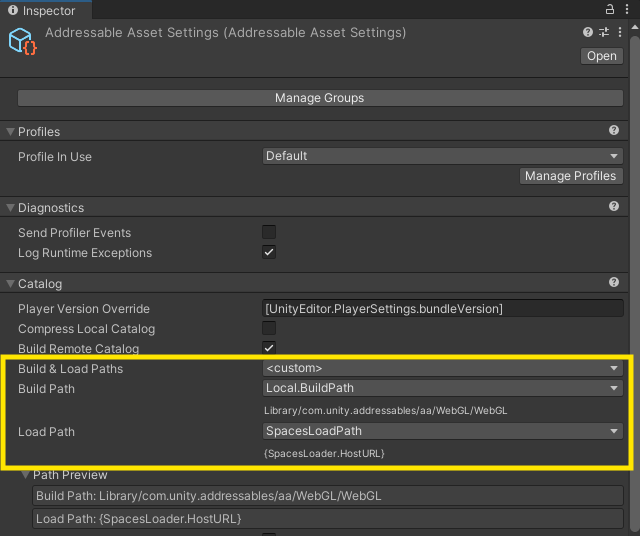 Inspector
Addressable Asset Settings (Addressable Asset Settings)
Open
Manage Groups
Profiles
Profile In Use Default
Manage Profiles
Diagnostics
Send Profiler Events
Log Runtime Exceptions
Catalog
Player Version Override [UnityEditor.PlayerSettings.bundleVersion]
Compress Local Catalog
Build Remote Catalog
Build & Load Paths <custom>
Build Path Local.BuildPath
Library/com.unity.addressables/aa/WebGL/WebGL
Load Path SpacesLoadPath
{SpacesLoader.HostURL}
Path Preview
Build Path: Library/com.unity.addressables/aa/WebGL/WebGL
Load Path: {SpacesLoader.HostURL}